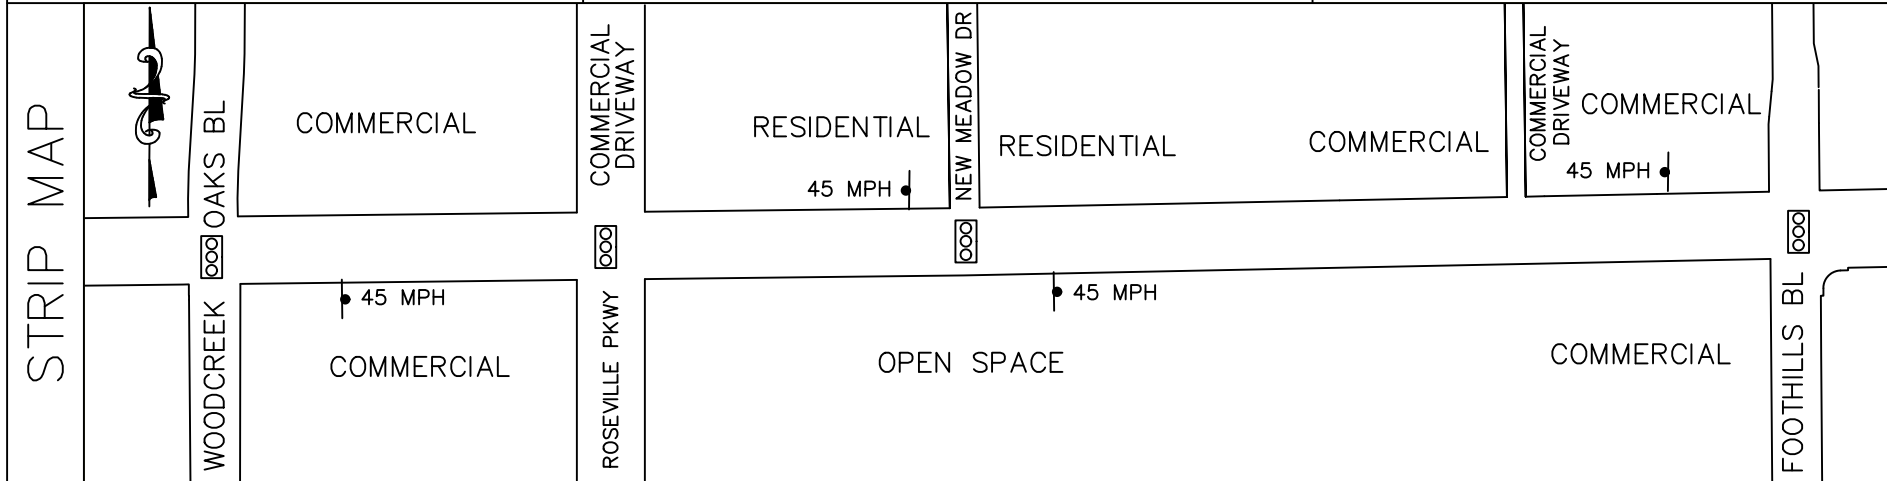 STRIP MAP
WOODCREEK OAKS BL
COMMERCIAL
45 MPH
COMMERCIAL
COMMERCIAL
DRIVEWAY
ROSEVILLE PKWY
RESIDENTIAL
45 MPH
NEW MEADOW DR
RESIDENTIAL
45 MPH
OPEN SPACE
COMMERCIAL
COMMERCIAL
DRIVEWAY
COMMERCIAL
45 MPH
COMMERCIAL
FOOTHILLS BL